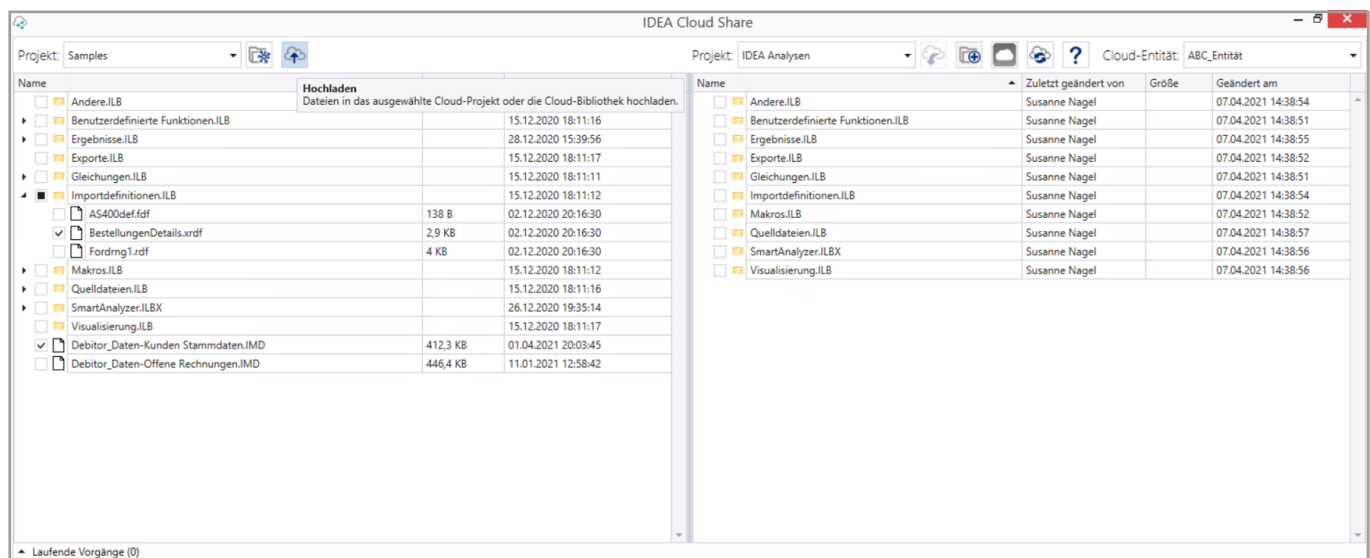 IDEA Cloud Share
Projekt: Samples
Projekt: IDEA Analysen
? Cloud-Entität: ABC_Entität
Name
Hochladen
Dateien in das ausgewählte Cloud-Projekt oder die Cloud-Bibliothek hochladen.
Andere.ILB
Benutzerdefinierte Funktionen.ILB 15.12.2020 18:11:16
Ergebnisse.ILB 28.12.2020 15:39:56
Exporte.ILB 15.12.2020 18:11:17
Gleichungen.ILB 15.12.2020 18:11:11
Importdefinitionen.ILB 15.12.2020 18:11:12
AS400def.fdf 138 B 02.12.2020 20:16:30
BestellungenDetails.xrdf 2,9 KB 02.12.2020 20:16:30
Fordrng1.rdf 4 KB 02.12.2020 20:16:30
Makros.ILB 15.12.2020 18:11:12
Quelldateien.ILB 15.12.2020 18:11:16
SmartAnalyzer.ILBX 26.12.2020 19:35:14
Visualisierung.ILB 15.12.2020 18:11:17
Debitor_Daten-Kunden Stammdaten.IMD 412,3 KB 01.04.2021 20:03:45
Debitor_Daten-Offene Rechnungen.IMD 446,4 KB 11.01.2021 12:58:42
Name Zuletzt geändert von Größe Geändert am
Andere.ILB Susanne Nagel 07.04.2021 14:38:54
Benutzerdefinierte Funktionen.ILB Susanne Nagel 07.04.2021 14:38:51
Ergebnisse.ILB Susanne Nagel 07.04.2021 14:38:55
Exporte.ILB Susanne Nagel 07.04.2021 14:38:52
Gleichungen.ILB Susanne Nagel 07.04.2021 14:38:51
Importdefinitionen.ILB Susanne Nagel 07.04.2021 14:38:54
Makros.ILB Susanne Nagel 07.04.2021 14:38:52
Quelldateien.ILB Susanne Nagel 07.04.2021 14:38:57
SmartAnalyzer.ILBX Susanne Nagel 07.04.2021 14:38:56
Visualisierung.ILB Susanne Nagel 07.04.2021 14:38:56
Laufende Vorgänge (0)